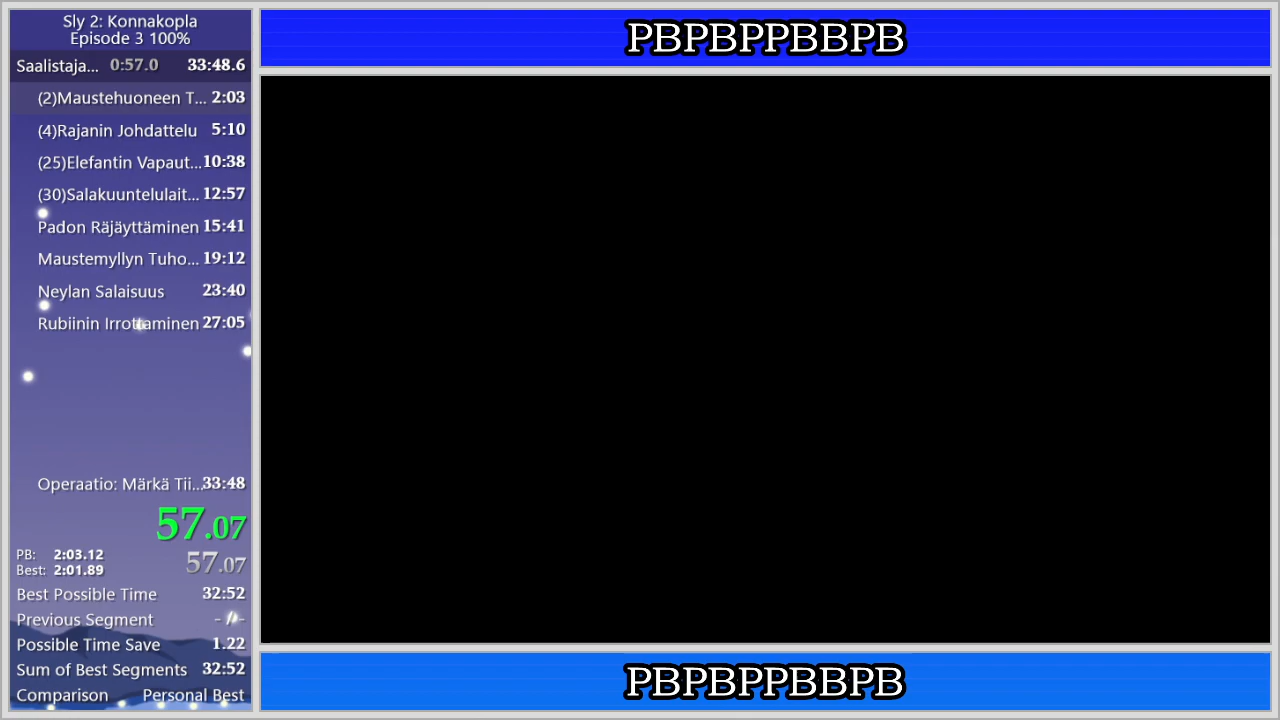 Sly 2: Konnakopla
Episode 3 100%
Saalistaja... 0:57.0 33:48.6
(2)Maustehuoneen T... 2:03
(4)Rajanin Johdattelu 5:10
(25)Elefantin Vapaut... 10:38
(30)Salakuuntelulait... 12:57
Padon Räjäyttäminen 15:41
Maustemyllyn Tuho... 19:12
Neylan Salaisuus 23:40
Rubiinin Irrottaminen 27:05
Operaatio: Märkä Tii... 33:48
57.07
PB: 2:03.12
Best: 2:01.89
57.07
Best Possible Time 32:52
Previous Segment - / -
Possible Time Save 1.22
Sum of Best Segments 32:52
Comparison Personal Best
PBPBPPBBPB
PBPBPPBBPB